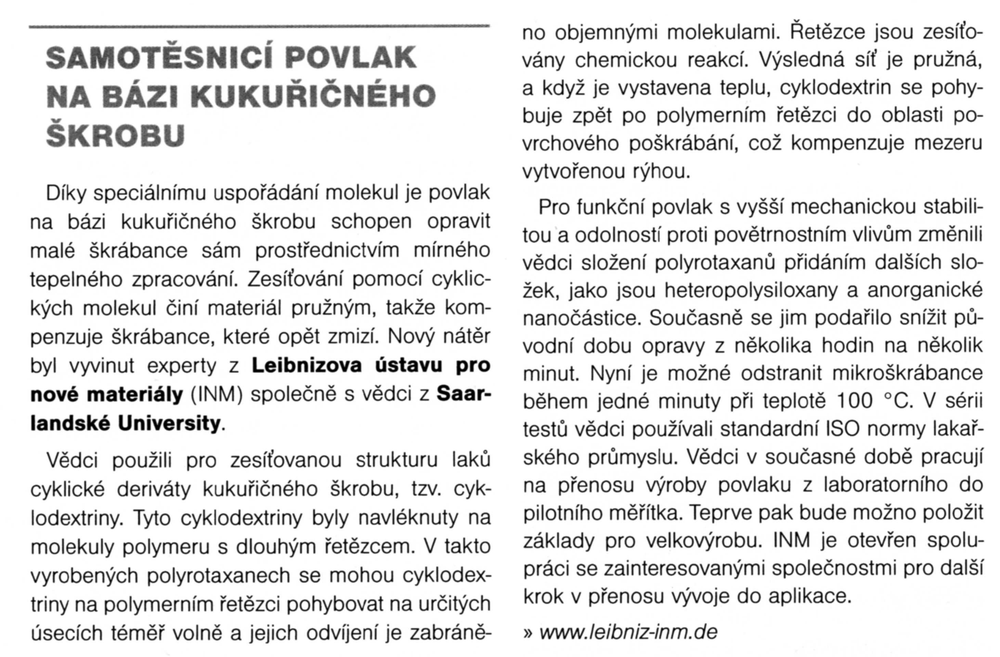 SAMOTĚSNICÍ POVLAK
NA BÁZI KUKUŘIČNÉHO
ŠKROBU
Díky speciálnímu uspořádání molekul je povlak
na bázi kukuřičného škrobu schopen opravit
malé škrábance sám prostřednictvím mírného
tepelného zpracování. Zesíťování pomocí cyklic-
kých molekul činí materiál pružným, takže kom-
penzuje škrábance, které opět zmizí. Nový nátěr
byl vyvinut experty z Leibnizova ústavu pro
nové materiály (INM) společně s vědci z Saar-
landské University.
Vědci použili pro zesíťovanou strukturu laků
cyklické deriváty kukuřičného škrobu, tzv. cyk-
lodextriny. Tyto cyklodextriny byly navléknuty na
molekuly polymeru s dlouhým řetězcem. V takto
vyrobených polyrotaxanech se mohou cyklodex-
triny na polymerním řetězci pohybovat na určitých
úsecích téměř volně a jejich odvíjení je zabráně-
no objemnými molekulami. Řetězce jsou zesíťo-
vány chemickou reakcí. Výsledná síť je pružná,
a když je vystavena teplu, cyklodextrin se pohy-
buje zpět po polymerním řetězci do oblasti po-
vrchového poškrábání, což kompenzuje mezeru
vytvořenou rýhou.
Pro funkční povlak s vyšší mechanickou stabili-
tou a odolností proti povětrnostním vlivům změnili
vědci složení polyrotaxanů přidáním dalších slo-
žek, jako jsou heteropolysiloxany a anorganické
nanočástice. Současně se jim podařilo snížit pů-
vodní dobu opravy z několika hodin na několik
minut. Nyní je možné odstranit mikroškrábance
během jedné minuty při teplotě 100 °C. V sérii
testů vědci používali standardní ISO normy lakař-
ského průmyslu. Vědci v současné době pracují
na přenosu výroby povlaku z laboratorního do
pilotního měřítka. Teprve pak bude možno položit
základy pro velkovýrobu. INM je otevřen spolu-
práci se zainteresovanými společnostmi pro další
krok v přenosu vývoje do aplikace.
» www.leibniz-inm.de